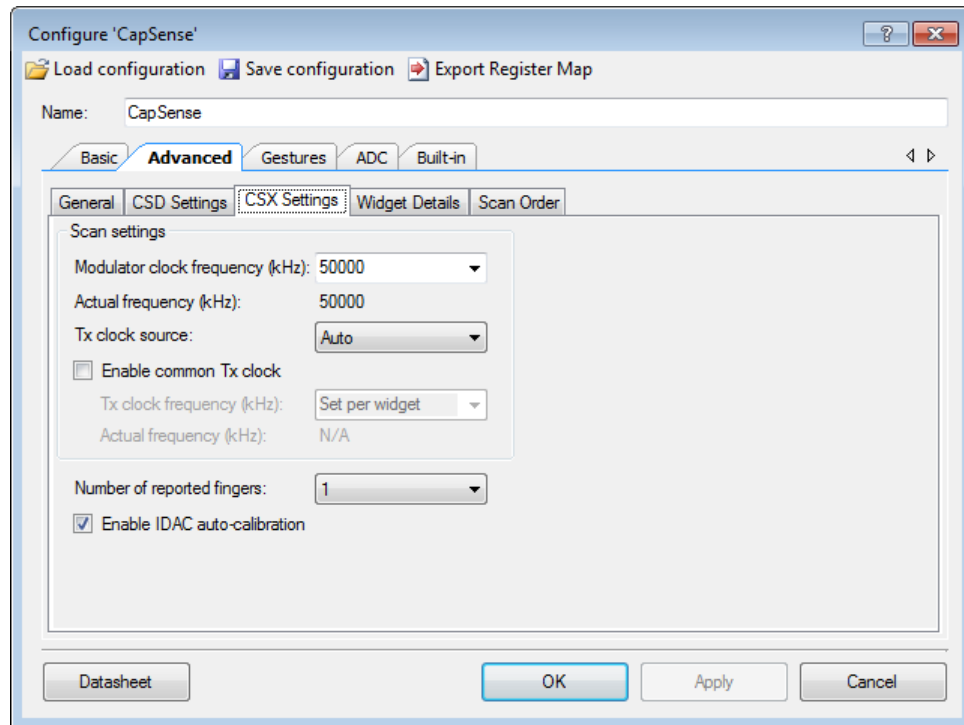 Configure 'CapSense'
Load configuration Save configuration Export Register Map
Name: CapSense
Basic Advanced Gestures ADC Built-in
General CSD Settings CSX Settings Widget Details Scan Order
Scan settings
Modulator clock frequency (kHz): 50000
Actual frequency (kHz): 50000
Tx clock source: Auto
Enable common Tx clock
Tx clock frequency (kHz): Set per widget
Actual frequency (kHz): N/A
Number of reported fingers: 1
Enable IDAC auto-calibration
Datasheet OK Apply Cancel